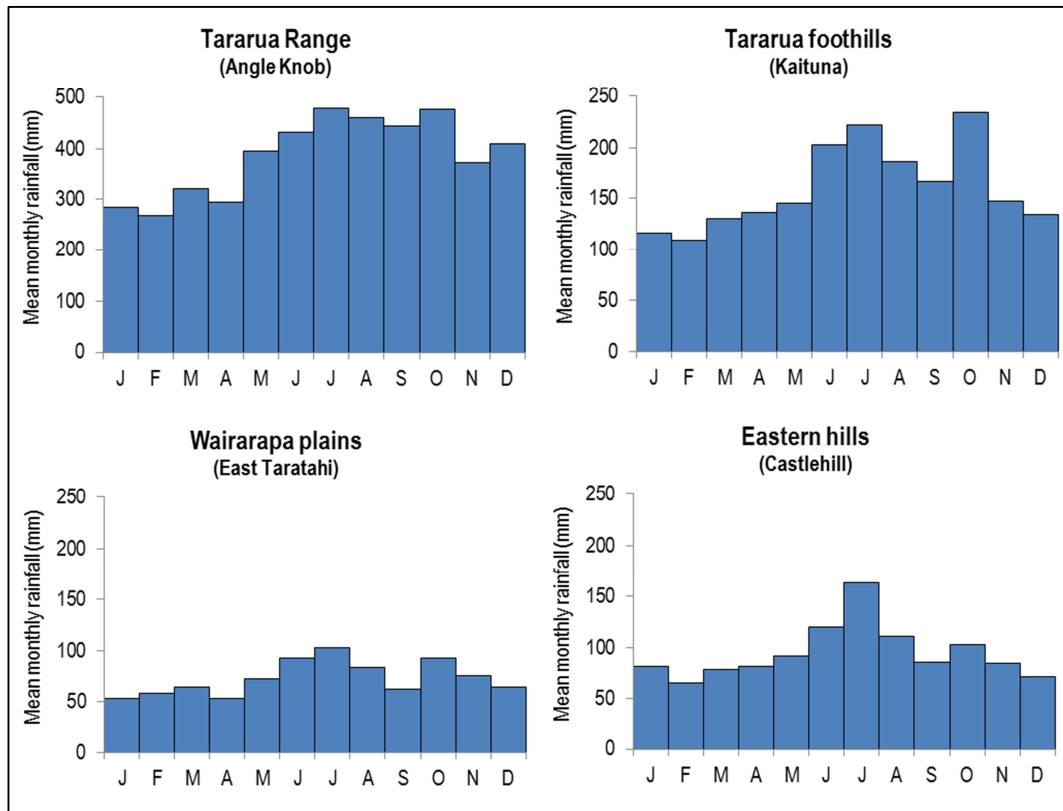 Tararua Range
(Angle Knob)
Mean monthly rainfall (mm)
500
400
300
200
100
0
J F M A M J J A S O N D
Tararua foothills
(Kaituna)
Mean monthly rainfall (mm)
250
200
150
100
50
0
J F M A M J J A S O N D
Wairarapa plains
(East Taratahi)
Mean monthly rainfall (mm)
250
200
150
100
50
0
J F M A M J J A S O N D
Eastern hills
(Castlehill)
Mean monthly rainfall (mm)
250
200
150
100
50
0
J F M A M J J A S O N D